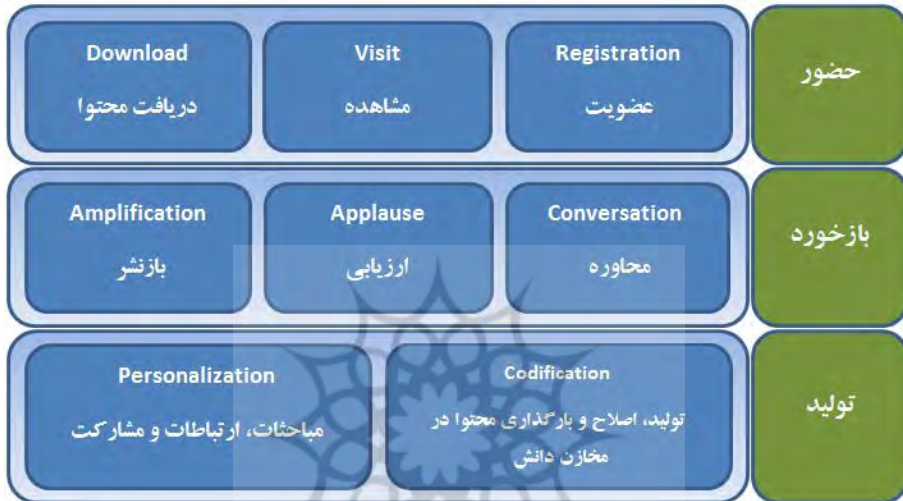 حضور
Registration
عضویت
Visit
مشاهده
Download
دریافت محتوا
بازخورد
Conversation
محاوره
Applause
ارزیابی
Amplification
بازنشر
تولید
Codification
تولید، اصلاح و بارگذاری محتوا در
مخازن دانش
Personalization
مباحثات، ارتباطات و مشارکت